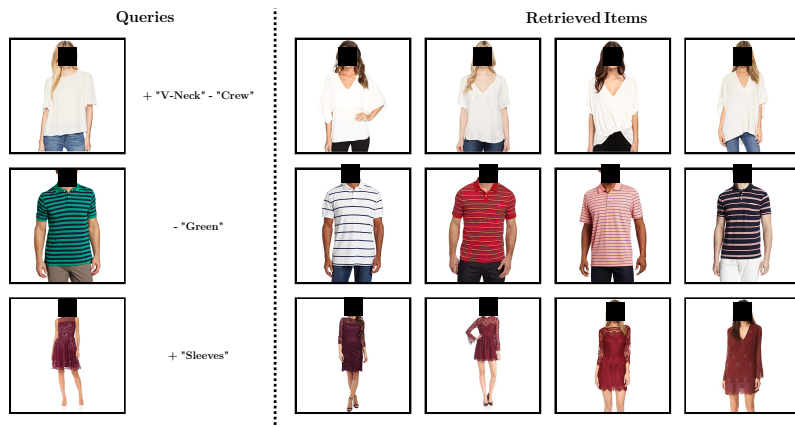 Queries
Retrieved Items
+ "V-Neck" - "Crew"
- "Green"
+ "Sleeves"